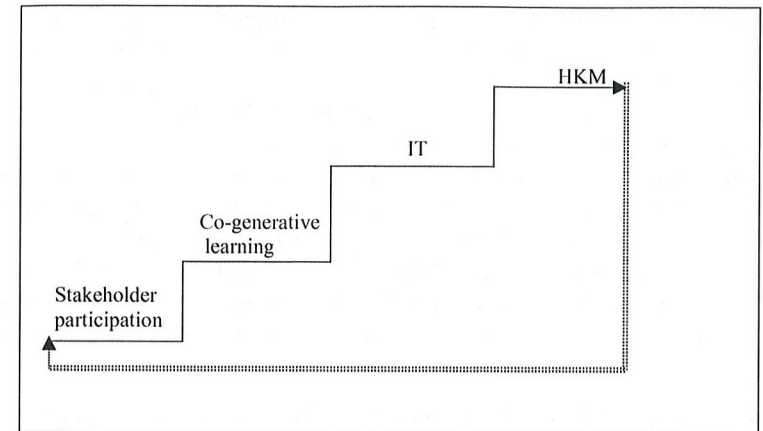 HKM
IT
Co-generative
learning
Stakeholder
participation